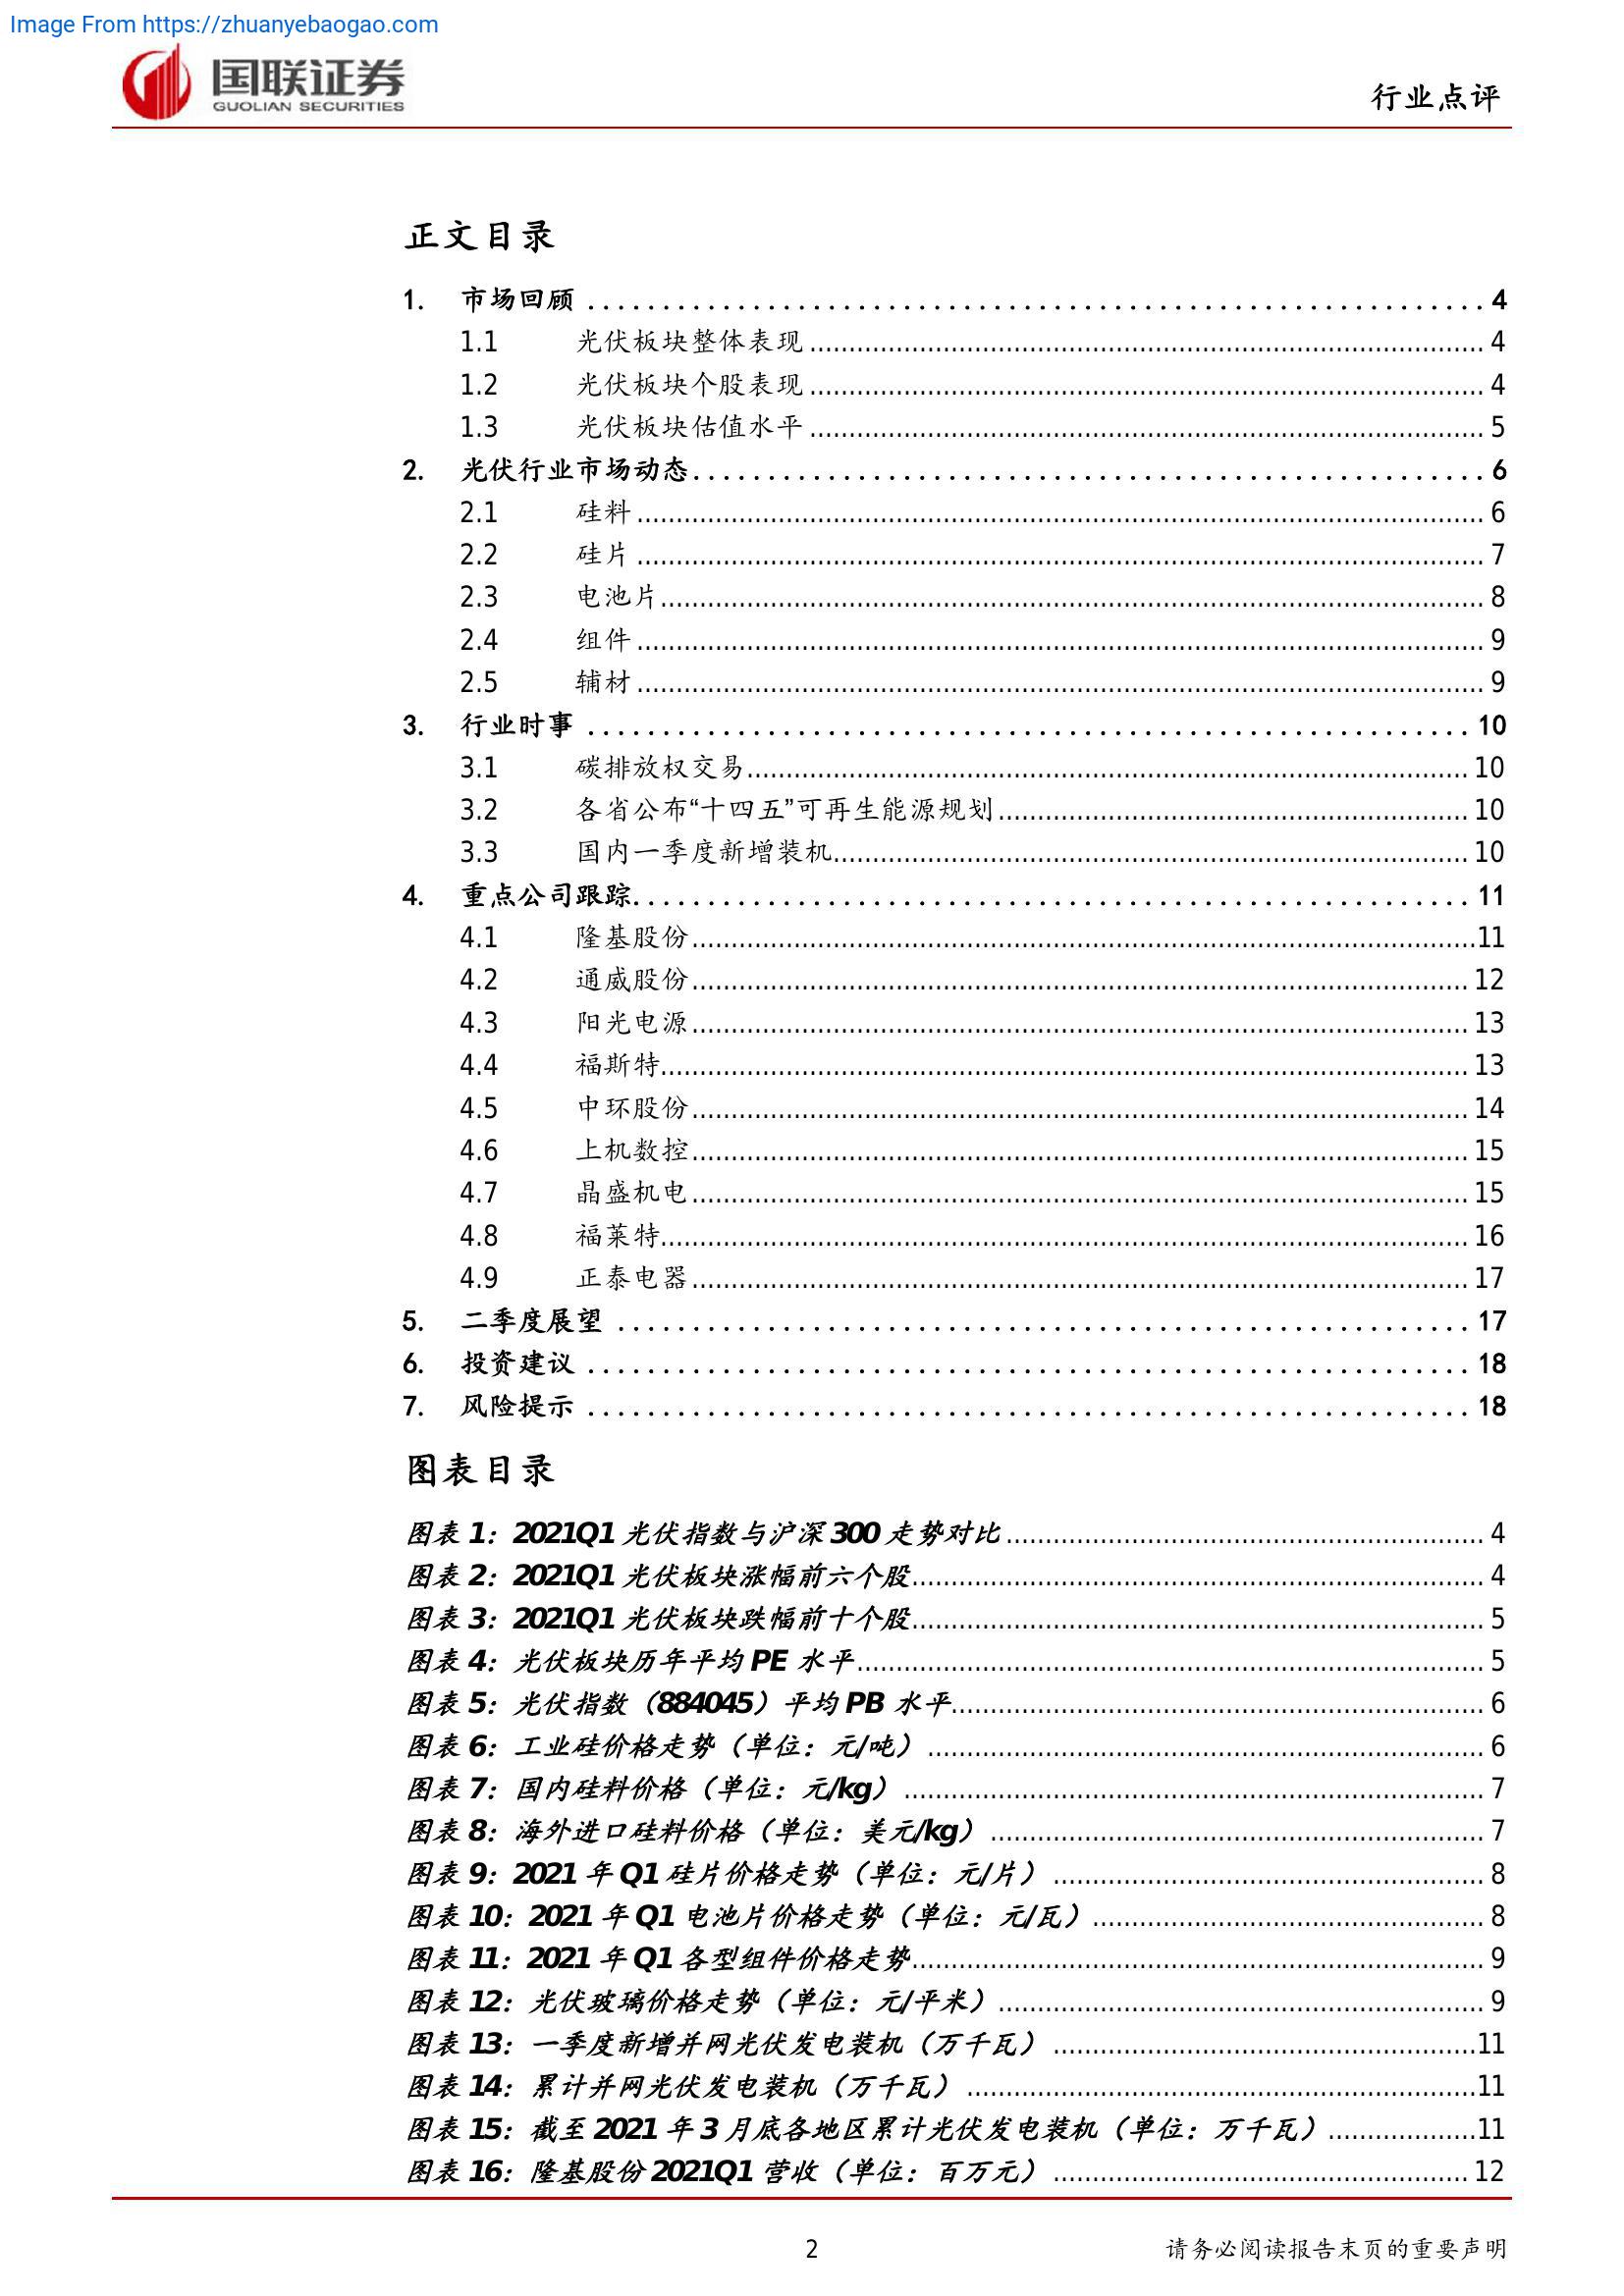 Image From https://zhuanyebaogao.com
国联证券
GUOLIAN SECURITIES
行业点评
正文目录
1. 市场回顾 ............................................................ 4
1.1 光伏板块整体表现 ............................................................ 4
1.2 光伏板块个股表现 ............................................................ 4
1.3 光伏板块估值水平 ............................................................ 5
2. 光伏行业市场动态 ............................................................ 6
2.1 硅料 ............................................................ 6
2.2 硅片 ............................................................ 7
2.3 电池片 ............................................................ 8
2.4 组件 ............................................................ 9
2.5 辅材 ............................................................ 9
3. 行业时事 ............................................................ 10
3.1 碳排放权交易 ............................................................ 10
3.2 各省公布“十四五”可再生能源规划 ............................................................ 10
3.3 国内一季度新增装机 ............................................................ 10
4. 重点公司跟踪 ............................................................ 11
4.1 隆基股份 ............................................................ 11
4.2 通威股份 ............................................................ 12
4.3 阳光电源 ............................................................ 13
4.4 福斯特 ............................................................ 13
4.5 中环股份 ............................................................ 14
4.6 上机数控 ............................................................ 15
4.7 晶盛机电 ............................................................ 15
4.8 福莱特 ............................................................ 16
4.9 正泰电器 ............................................................ 17
5. 二季度展望 ............................................................ 17
6. 投资建议 ............................................................ 18
7. 风险提示 ............................................................ 18
图表目录
图表 1：2021Q1 光伏指数与沪深 300 走势对比 ............................................................ 4
图表 2：2021Q1 光伏板块涨幅前六个股 ............................................................ 4
图表 3：2021Q1 光伏板块跌幅前十个股 ............................................................ 5
图表 4：光伏板块历年平均 PE 水平 ............................................................ 5
图表 5：光伏指数（884045）平均 PB 水平 ............................................................ 6
图表 6：工业硅价格走势（单位：元/吨） ............................................................ 6
图表 7：国内硅料价格（单位：元/kg） ............................................................ 7
图表 8：海外进口硅料价格（单位：美元/kg） ............................................................ 7
图表 9：2021 年 Q1 硅片价格走势（单位：元/片） ............................................................ 8
图表 10：2021 年 Q1 电池片价格走势（单位：元/瓦） ............................................................ 8
图表 11：2021 年 Q1 各型组件价格走势 ............................................................ 9
图表 12：光伏玻璃价格走势（单位：元/平米） ............................................................ 9
图表 13：一季度新增并网光伏发电装机（万千瓦） ............................................................ 11
图表 14：累计并网光伏发电装机（万千瓦） ............................................................ 11
图表 15：截至 2021 年 3 月底各地区累计光伏发电装机（单位：万千瓦） ................... 11
图表 16：隆基股份 2021Q1 营收（单位：百万元） ............................................................ 12
2
请务必阅读报告末页的重要声明